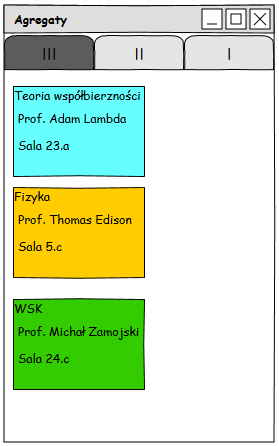 Agregaty
III II I
Teoria współbierzności
Prof. Adam Lambda
Sala 23.a
Fizyka
Prof. Thomas Edison
Sala 5.c
WSK
Prof. Michał Zamojski
Sala 24.c